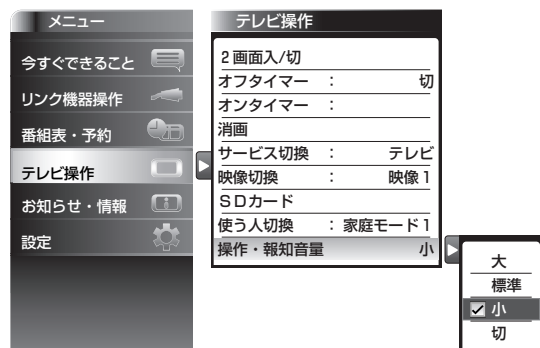 メニュー
今すぐできること
リンク機器操作
番組表・予約
テレビ操作
お知らせ・情報
設定
テレビ操作
2画面入/切
オフタイマー : 切
オンタイマー :
消画
サービス切換 : テレビ
映像切換 : 映像1
SDカード
使う人切換 : 家庭モード1
操作・報知音量 小
大
標準
小
切